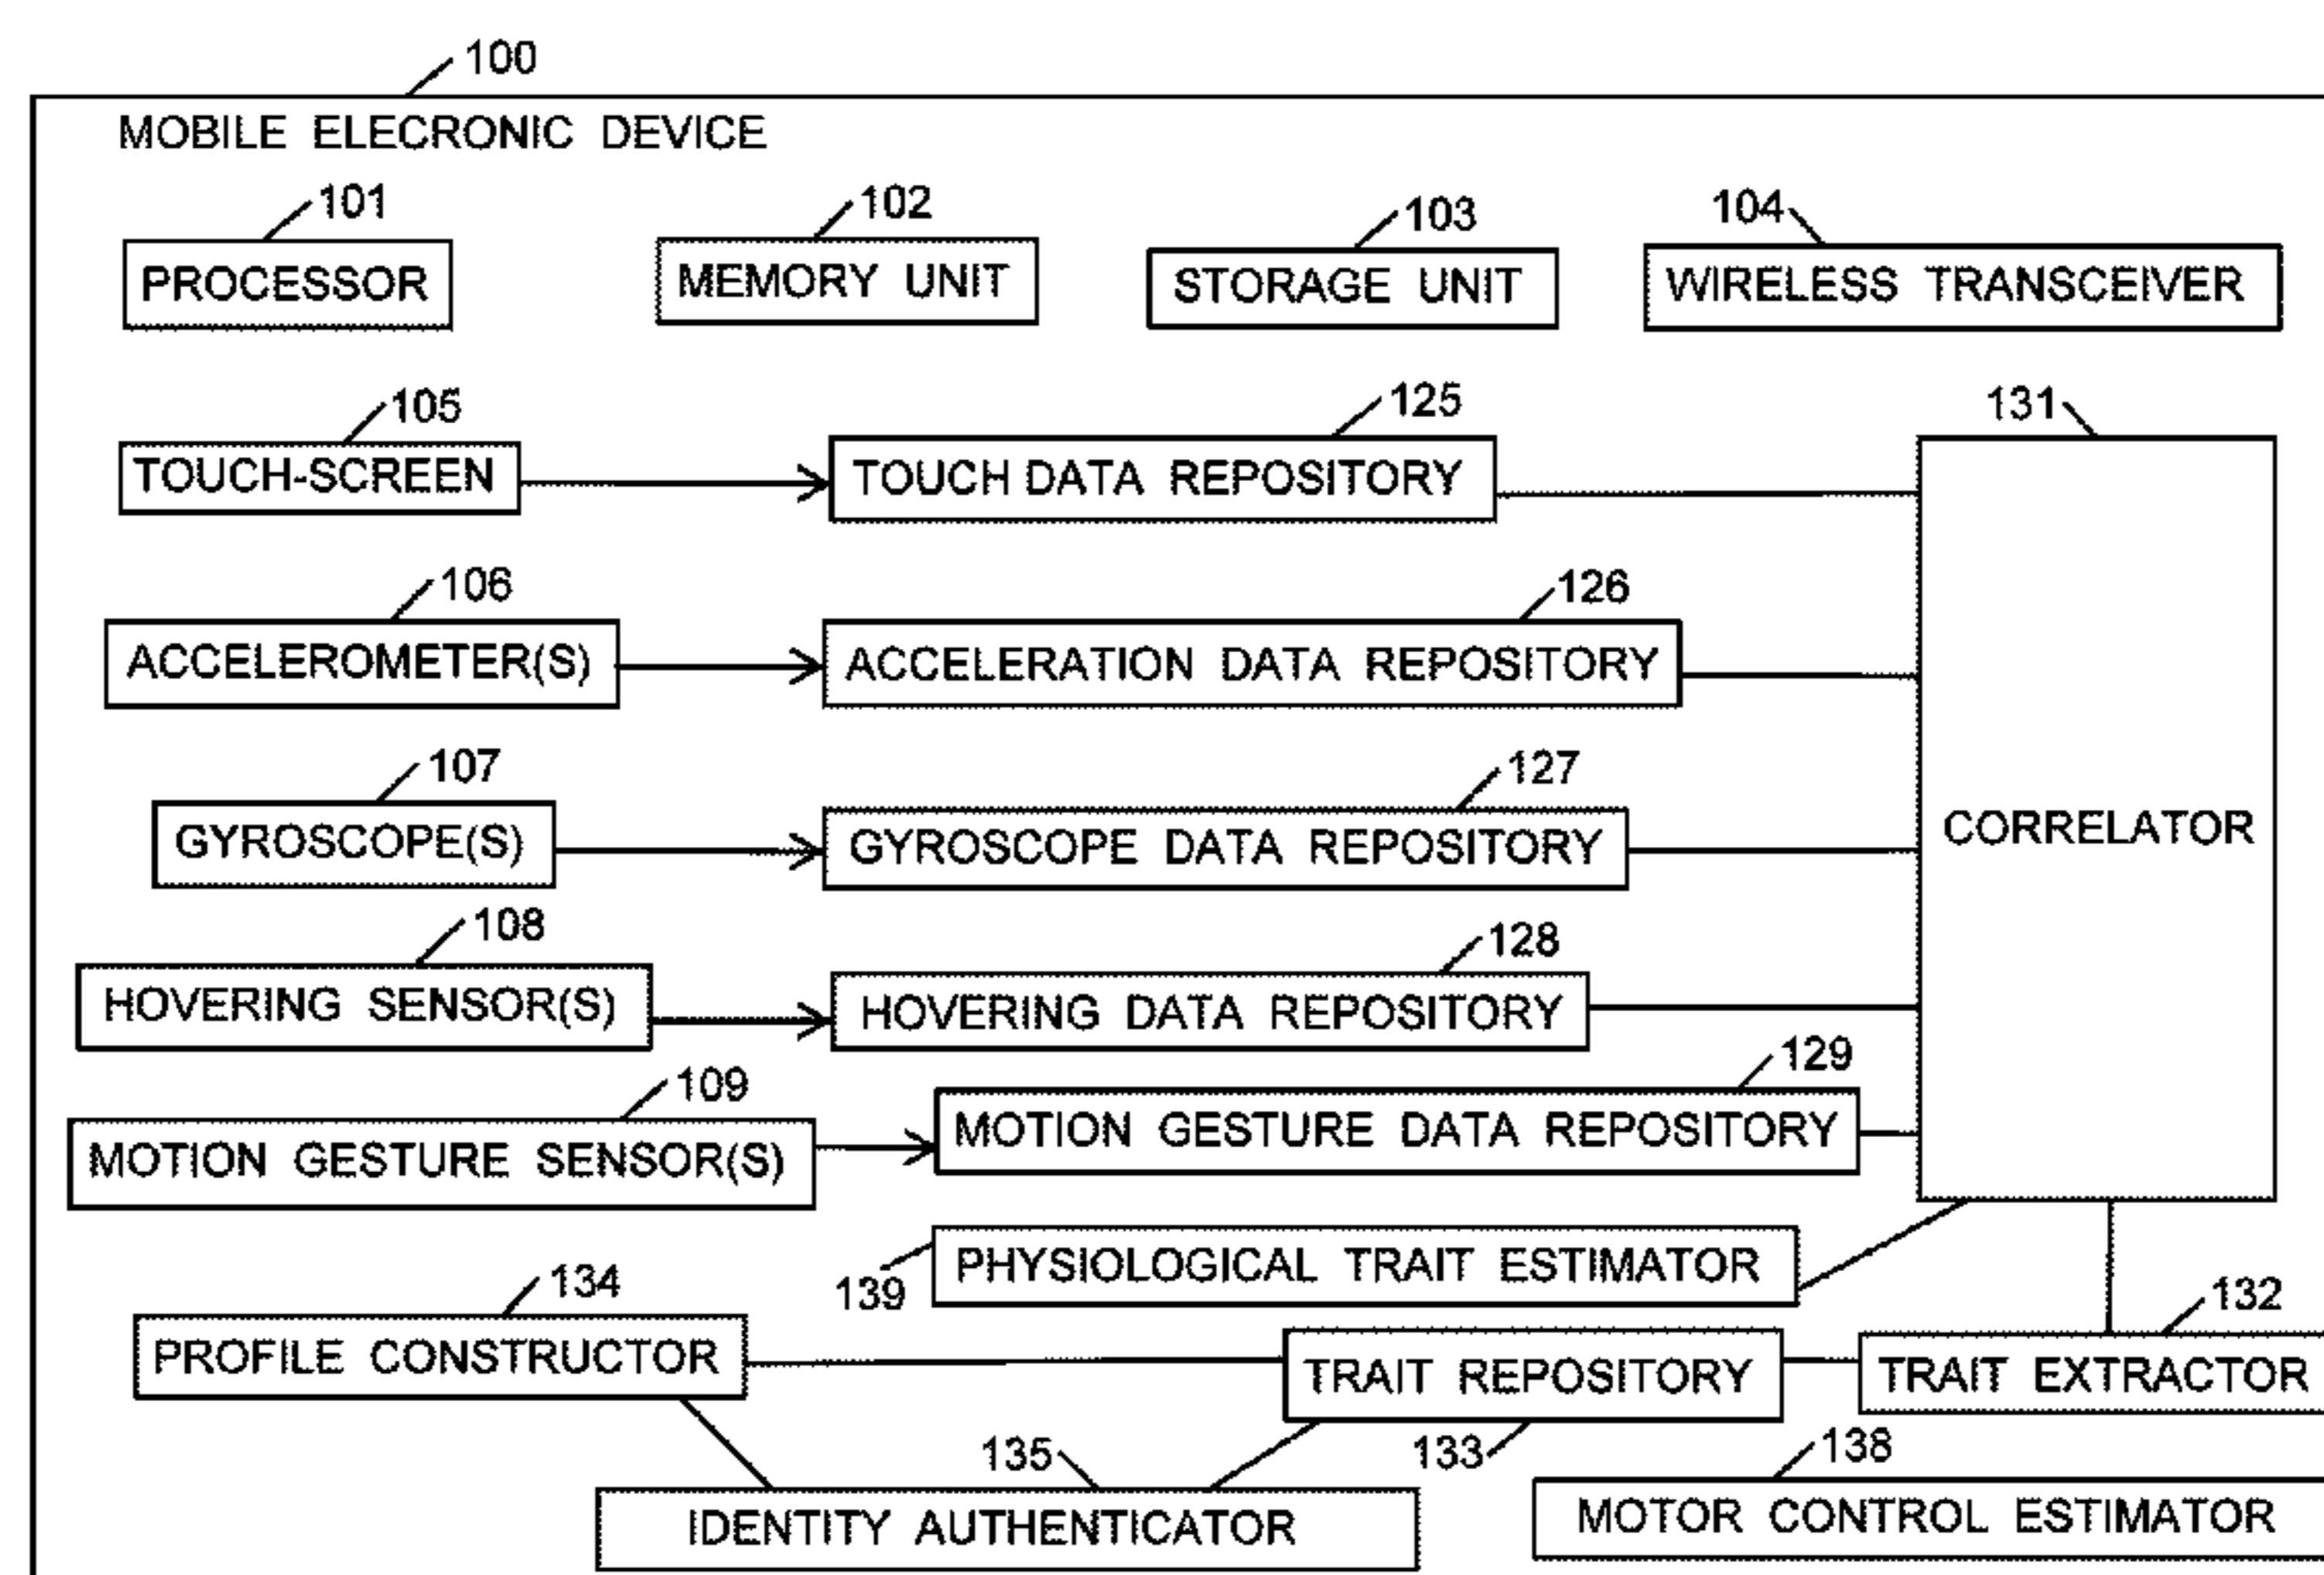 100
MOBILE ELECRONIC DEVICE
101 102 103 104
PROCESSOR MEMORY UNIT STORAGE UNIT WIRELESS TRANSCEIVER
105 125 131
TOUCH-SCREEN TOUCH DATA REPOSITORY
106 126
ACCELEROMETER(S) ACCELERATION DATA REPOSITORY
107 127
CORRELATOR
GYROSCOPE(S) GYROSCOPE DATA REPOSITORY
108 128
HOVERING SENSOR(S) HOVERING DATA REPOSITORY
109 129
MOTION GESTURE SENSOR(S) MOTION GESTURE DATA REPOSITORY
139 PHYSIOLOGICAL TRAIT ESTIMATOR
134 132
PROFILE CONSTRUCTOR TRAIT REPOSITORY TRAIT EXTRACTOR
135 133 138
IDENTITY AUTHENTICATOR MOTOR CONTROL ESTIMATOR